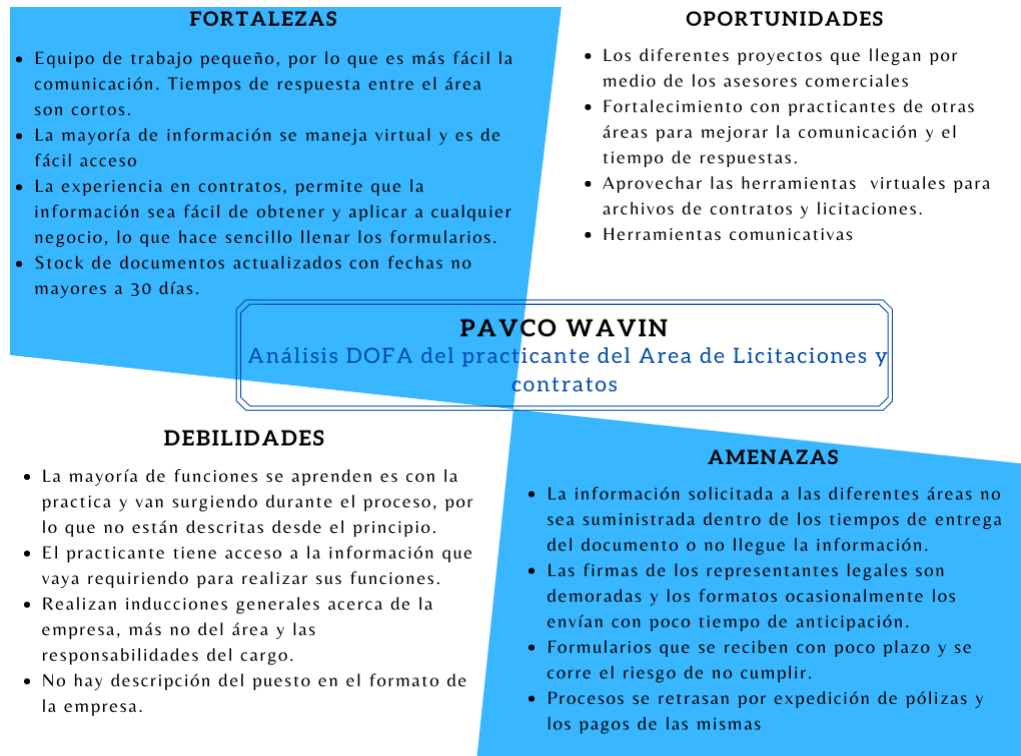 FORTALEZAS
• Equipo de trabajo pequeño, por lo que es más fácil la
comunicación. Tiempos de respuesta entre el área
son cortos.
• La mayoría de información se maneja virtual y es de
fácil acceso
• La experiencia en contratos, permite que la
información sea fácil de obtener y aplicar a cualquier
negocio, lo que hace sencillo llenar los formularios.
• Stock de documentos actualizados con fechas no
mayores a 30 días.
OPORTUNIDADES
• Los diferentes proyectos que llegan por
medio de los asesores comerciales
• Fortalecimiento con practicantes de otras
áreas para mejorar la comunicación y el
tiempo de respuestas.
• Aprovechar las herramientas virtuales para
archivos de contratos y licitaciones.
• Herramientas comunicativas
PAVCO WAVIN
Análisis DOFA del practicante del Area de Licitaciones y
contratos
DEBILIDADES
• La mayoría de funciones se aprenden es con la
practica y van surgiendo durante el proceso, por
lo que no están descritas desde el principio.
• El practicante tiene acceso a la información que
vaya requiriendo para realizar sus funciones.
• Realizan inducciones generales acerca de la
empresa, más no del área y las
responsabilidades del cargo.
• No hay descripción del puesto en el formato de
la empresa.
AMENAZAS
• La información solicitada a las diferentes áreas no
sea suministrada dentro de los tiempos de entrega
del documento o no llegue la información.
• Las firmas de los representantes legales son
demoradas y los formatos ocasionalmente los
envían con poco tiempo de anticipación.
• Formularios que se reciben con poco plazo y se
corre el riesgo de no cumplir.
• Procesos se retrasan por expedición de pólizas y
los pagos de las mismas